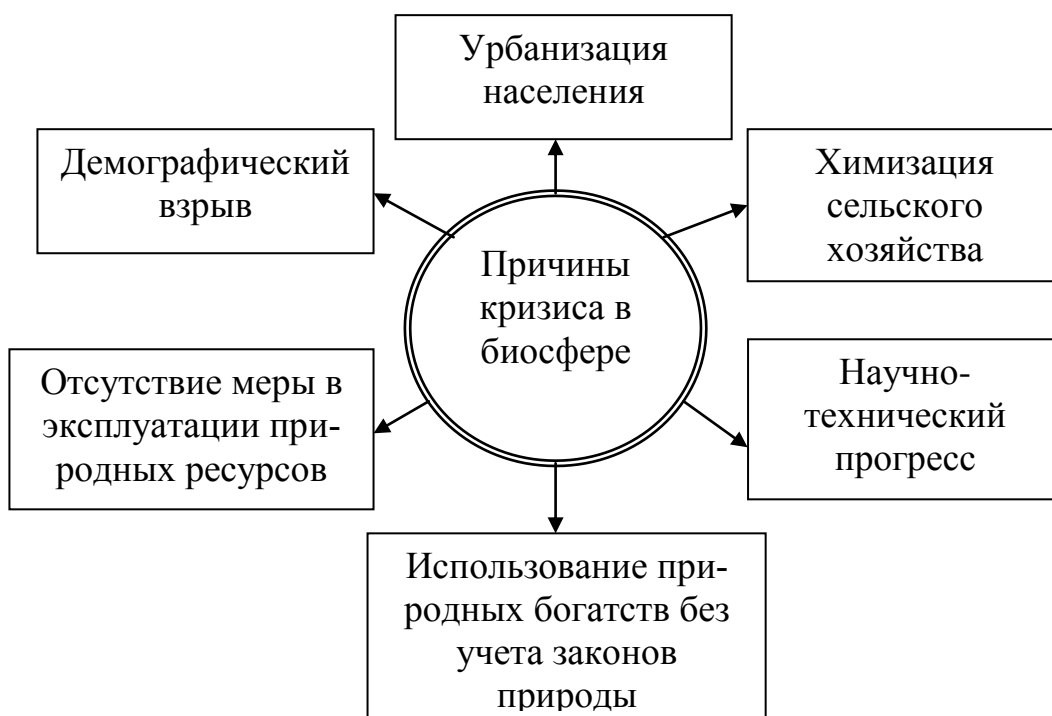 Урбанизация
населения
Демографический
взрыв
Химизация
сельского
хозяйства
Причины
кризиса в
биосфере
Отсутствие меры в
эксплуатации при-
родных ресурсов
Научно-
технический
прогресс
Использование при-
родных богатств без
учета законов
природы